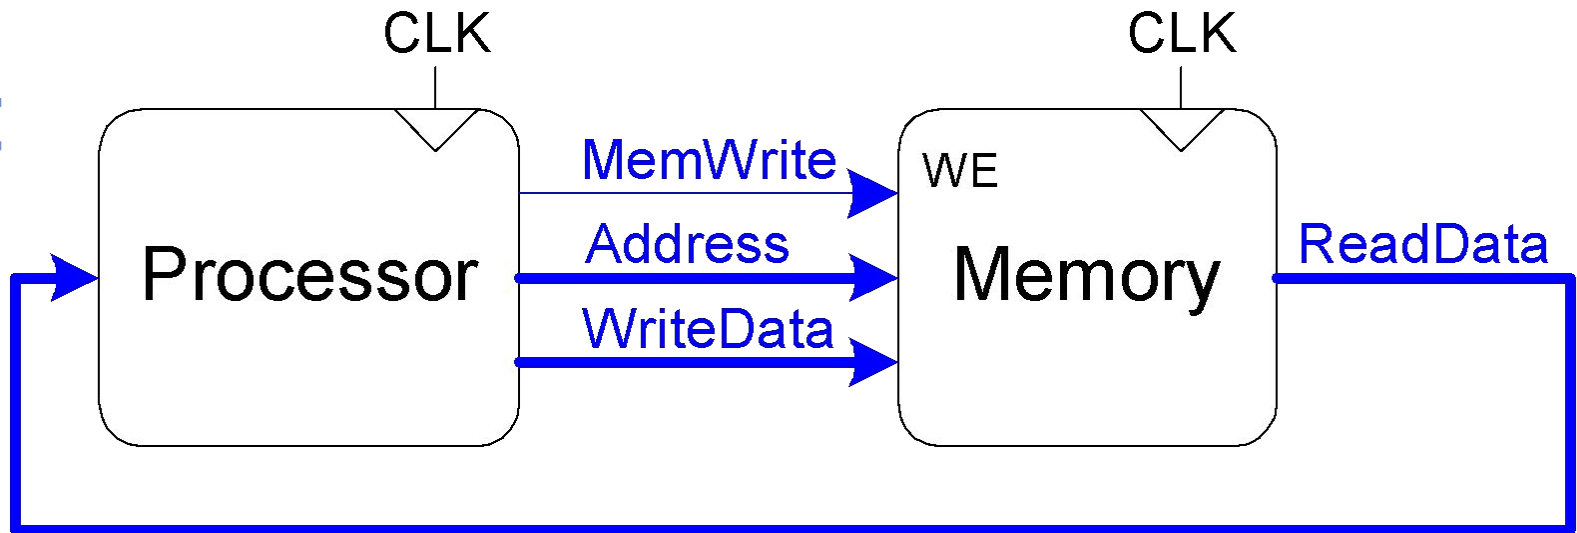 CLK
CLK
MemWrite
WE
Address
Processor
Memory
ReadData
WriteData